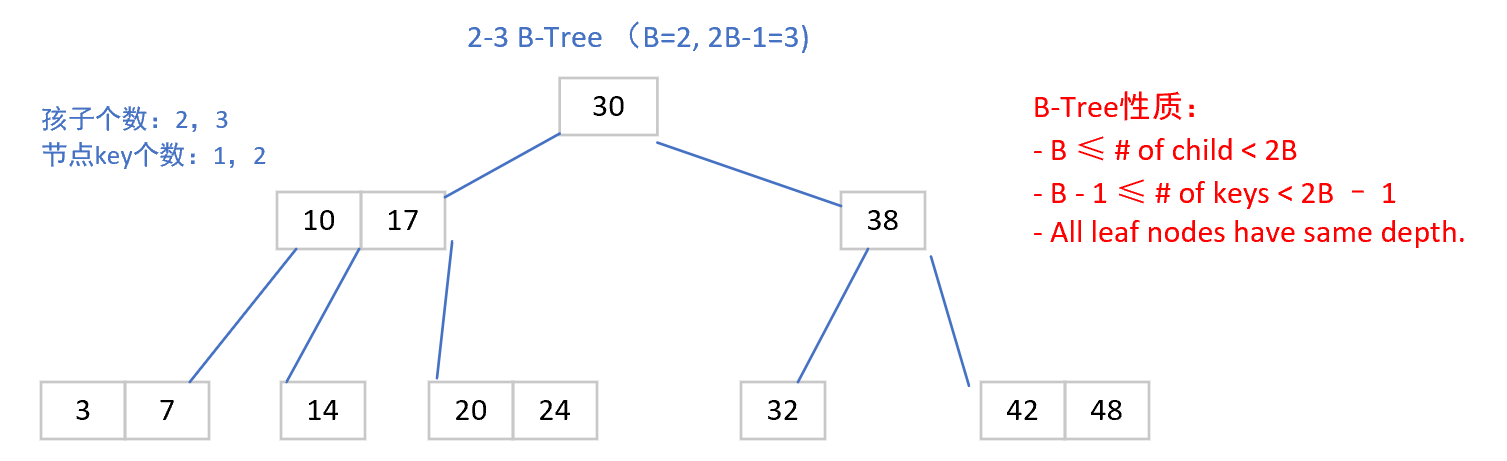 2-3 B-Tree （B=2, 2B-1=3)
孩子个数：2，3
节点key个数：1，2
30
B-Tree性质：
- B ≤ # of child < 2B
- B - 1 ≤ # of keys < 2B － 1
- All leaf nodes have same depth.
10 17
38
3 7
14
20 24
32
42 48